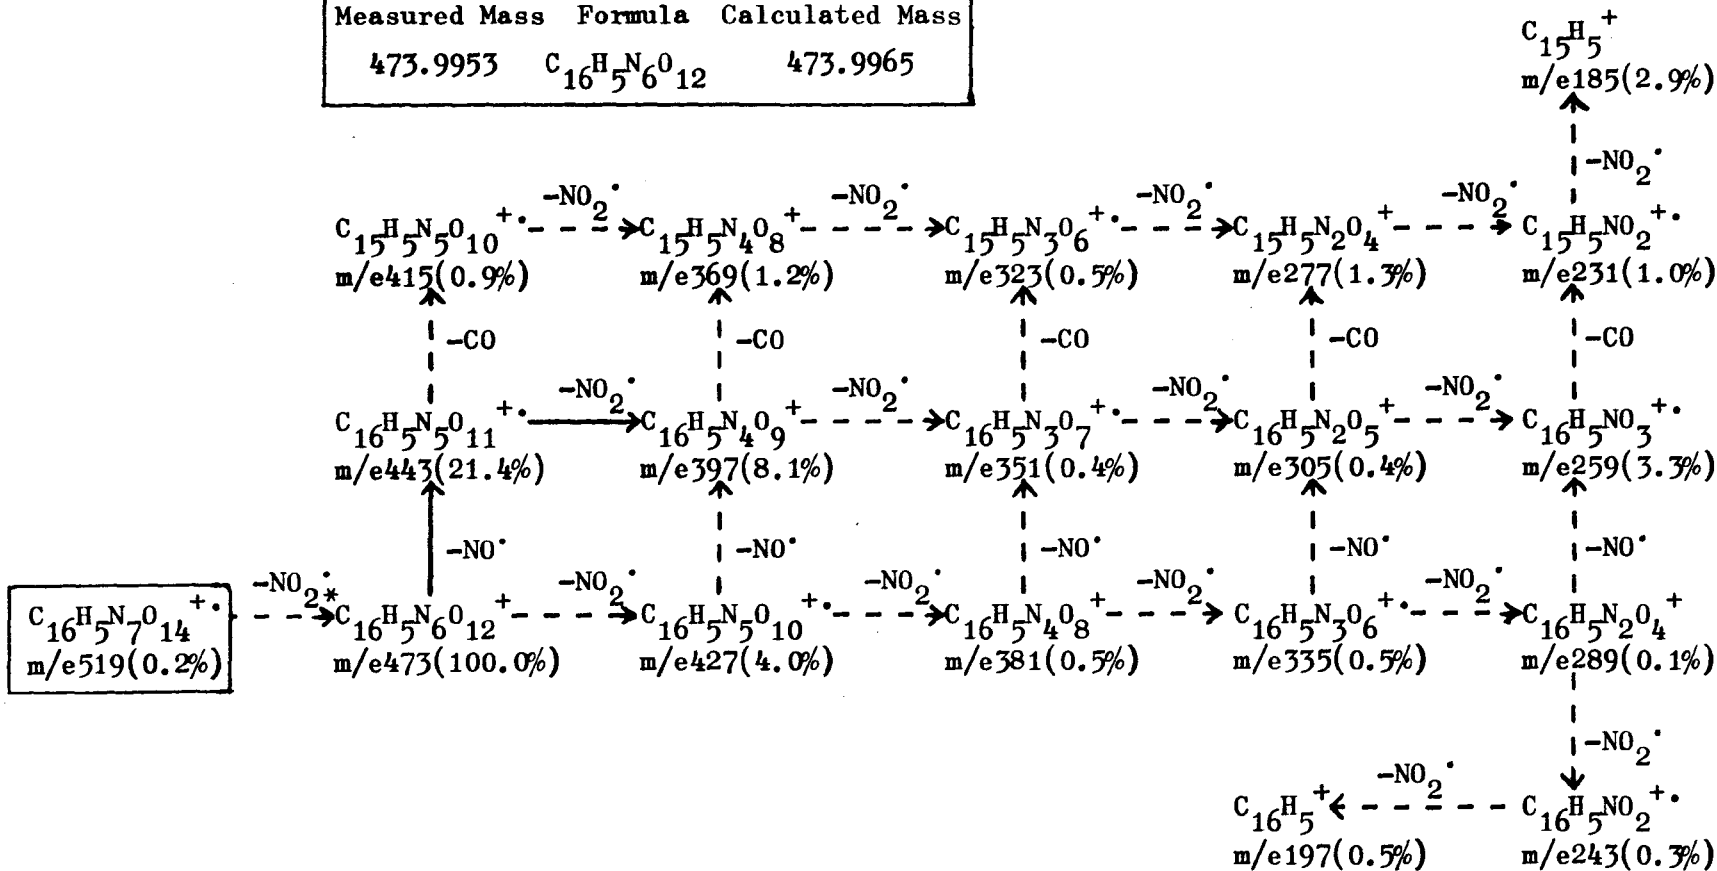 Measured Mass Formula Calculated Mass
473.9953 C16H5N6O12 473.9965
C15H5+
m/e185(2.9%)
-NO2·
-NO2· -NO2· -NO2· -NO2·
C15H5N5O10+· C15H5N4O8+ C15H5N3O6+· C15H5N2O4+ C15H5NO2+·
m/e415(0.9%) m/e369(1.2%) m/e323(0.5%) m/e277(1.3%) m/e231(1.0%)
-CO -CO -CO -CO -CO
-NO2· -NO2· -NO2· -NO2·
C16H5N5O11+· C16H5N4O9+ C16H5N3O7+· C16H5N2O5+ C16H5NO3+·
m/e443(21.4%) m/e397(8.1%) m/e351(0.4%) m/e305(0.4%) m/e259(3.3%)
-NO· -NO· -NO· -NO· -NO·
-NO2·* -NO2· -NO2· -NO2· -NO2·
C16H5N7O14+· C16H5N6O12+ C16H5N5O10+· C16H5N4O8+ C16H5N3O6+· C16H5N2O4+
m/e519(0.2%) m/e473(100.0%) m/e427(4.0%) m/e381(0.5%) m/e335(0.5%) m/e289(0.1%)
-NO2·
-NO2·
C16H5+ C16H5NO2+·
m/e197(0.5%) m/e243(0.3%)